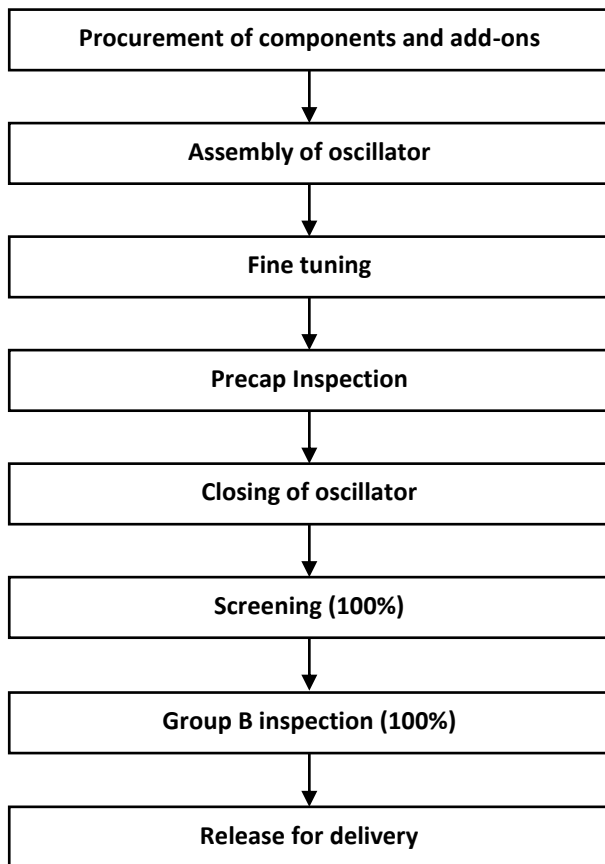 Procurement of components and add-ons
Assembly of oscillator
Fine tuning
Precap Inspection
Closing of oscillator
Screening (100%)
Group B inspection (100%)
Release for delivery